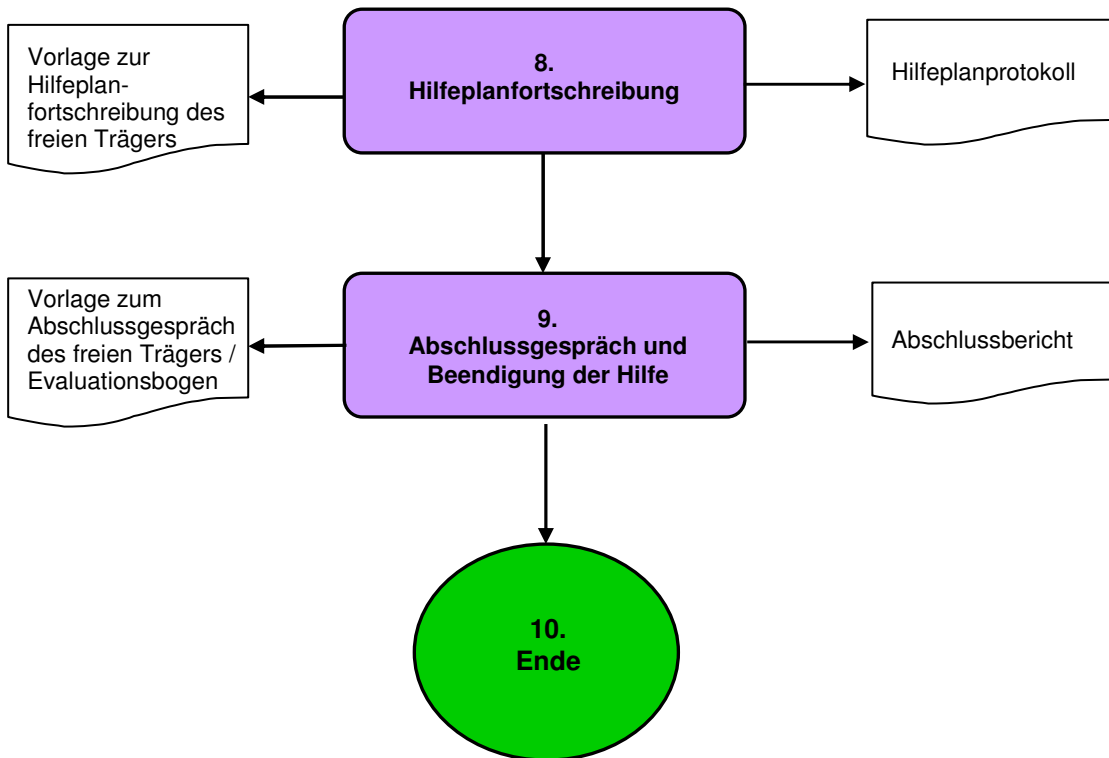 Vorlage zur
Hilfeplan-
fortschreibung des
freien Trägers
8.
Hilfeplanfortschreibung
Hilfeplanprotokoll
Vorlage zum
Abschlussgespräch
des freien Trägers /
Evaluationsbogen
9.
Abschlussgespräch und
Beendigung der Hilfe
Abschlussbericht
10.
Ende